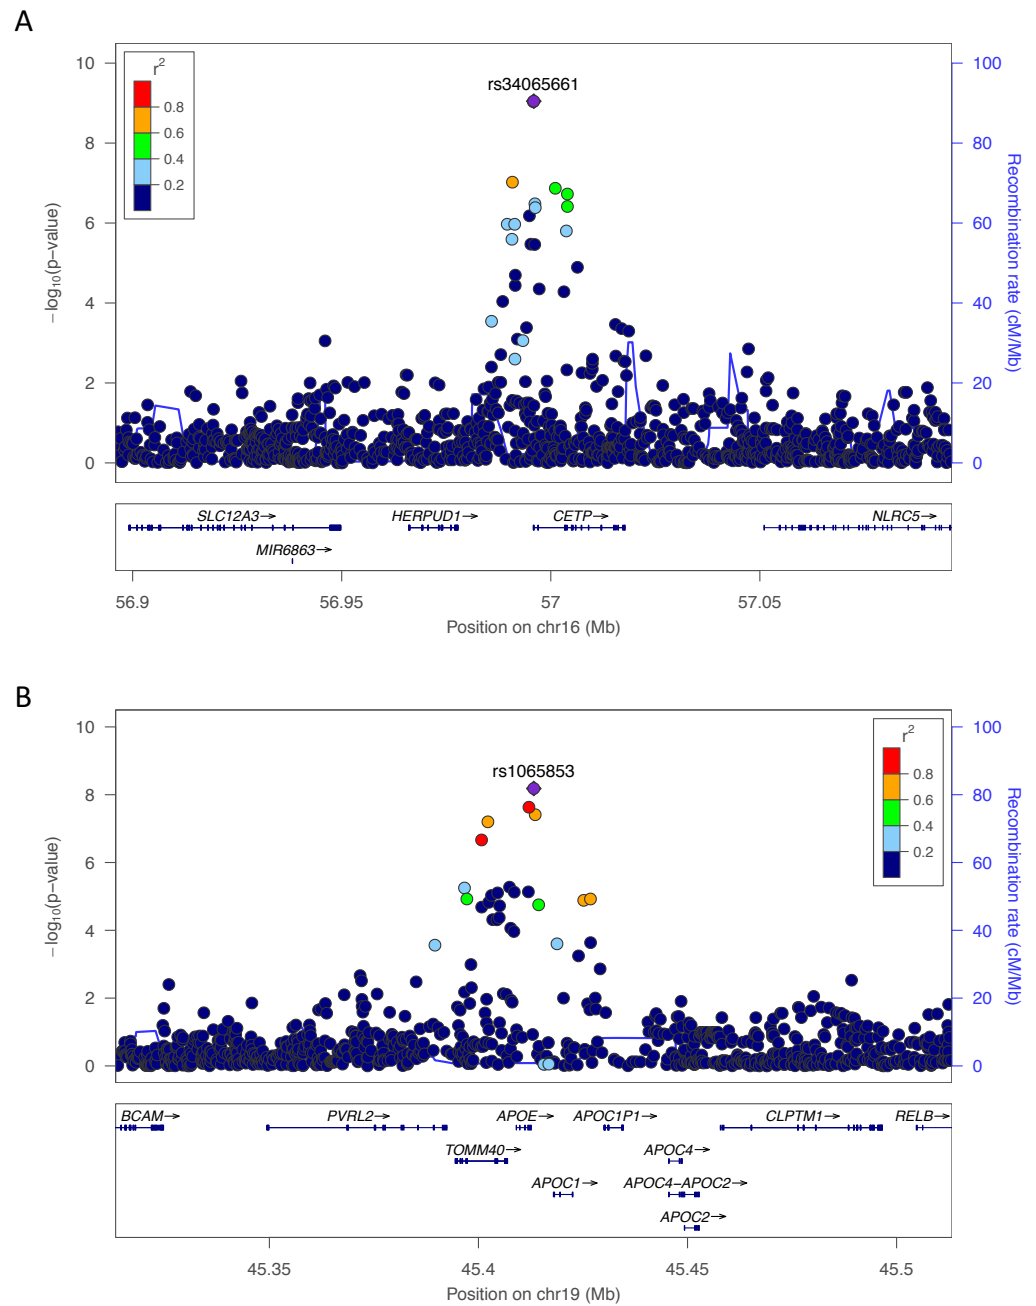 A
rs34065661
r2
0.8
0.6
0.4
0.2
10
8
6
4
2
0
−log10(p−value)
100
80
60
40
20
0
Recombination rate (cM/Mb)
SLC12A3→ HERPUD1→ CETP→ NLRC5→
MIR6863→
56.9 56.95 57 57.05
Position on chr16 (Mb)
B
rs1065853
r2
0.8
0.6
0.4
0.2
10
8
6
4
2
0
−log10(p−value)
100
80
60
40
20
0
Recombination rate (cM/Mb)
BCAM→ PVRL2→ APOE→ APOC1P1→ CLPTM1→ RELB→
TOMM40→ APOC4→
APOC1→ APOC4−APOC2→
APOC2→
45.35 45.4 45.45 45.5
Position on chr19 (Mb)